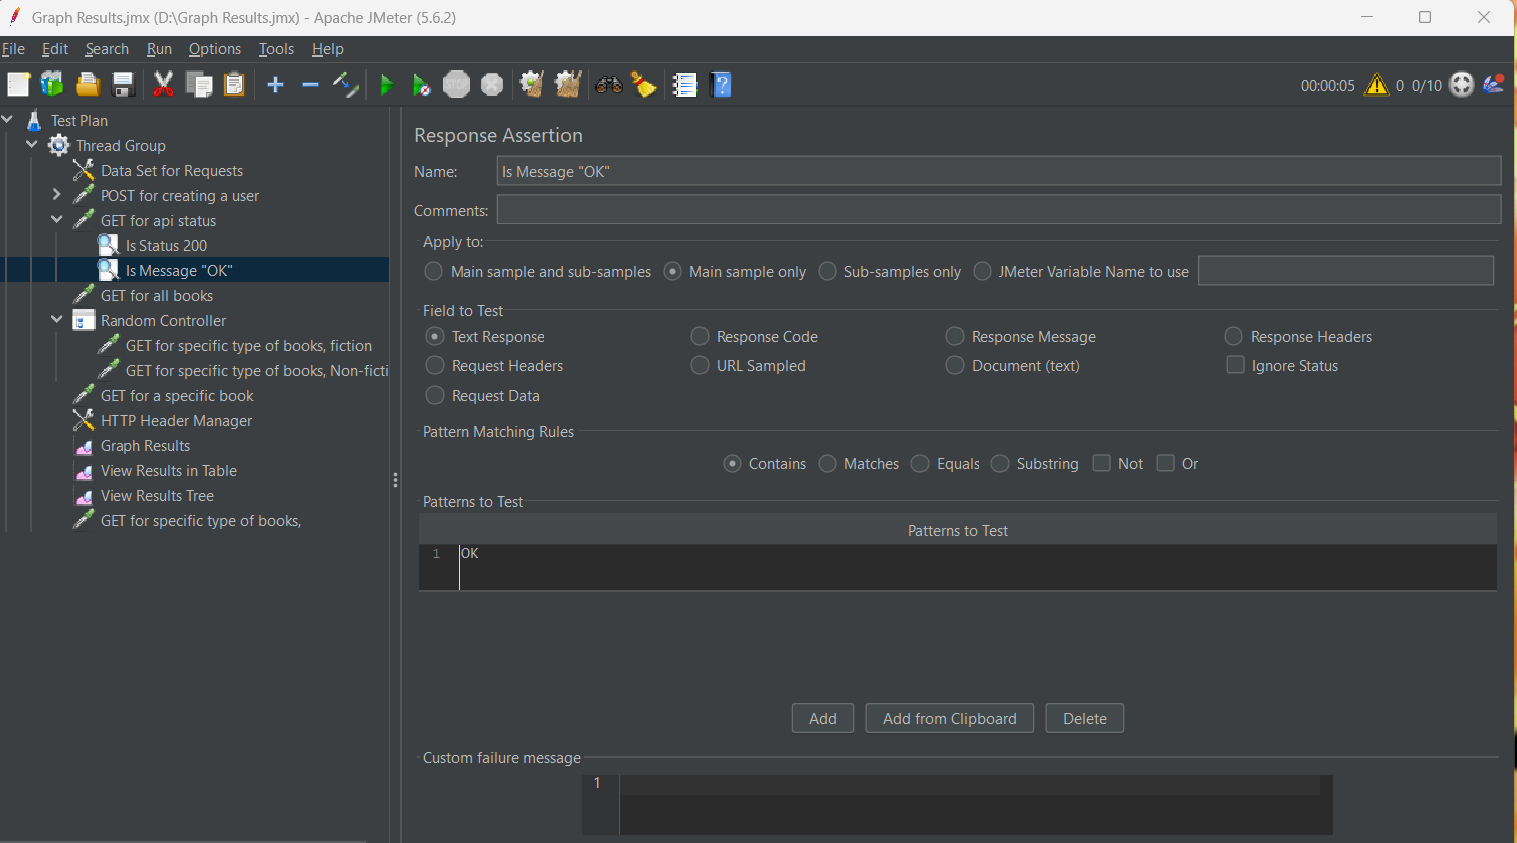 Graph Results.jmx (D:\Graph Results.jmx) - Apache JMeter (5.6.2)
File Edit Search Run Options Tools Help
STOP
00:00:05 0 0/10
Test Plan
Thread Group
Data Set for Requests
POST for creating a user
GET for api status
Is Status 200
Is Message "OK"
GET for all books
Random Controller
GET for specific type of books, fiction
GET for specific type of books, Non-ficti
GET for a specific book
HTTP Header Manager
Graph Results
View Results in Table
View Results Tree
GET for specific type of books,
Response Assertion
Name: Is Message "OK"
Comments:
Apply to:
Main sample and sub-samples Main sample only Sub-samples only JMeter Variable Name to use
Field to Test
Text Response Response Code Response Message Response Headers
Request Headers URL Sampled Document (text) Ignore Status
Request Data
Pattern Matching Rules
Contains Matches Equals Substring Not Or
Patterns to Test
Patterns to Test
1 OK
Add Add from Clipboard Delete
Custom failure message
1